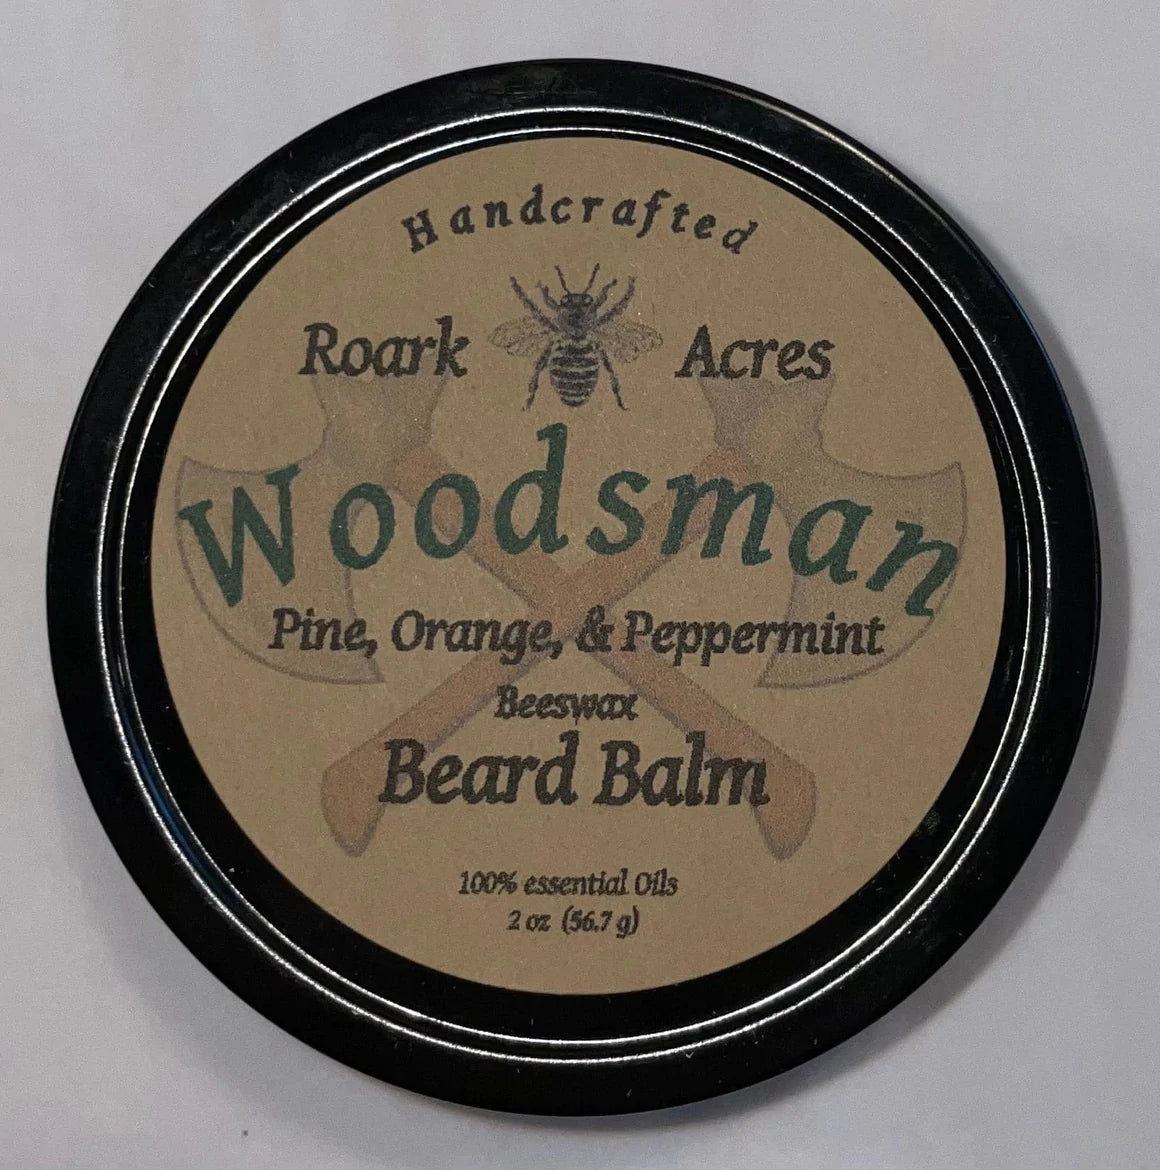 Handcrafted
Roark Acres
Woodsman
Pine, Orange, & Peppermint
Beeswax
Beard Balm
100% essential Oils
2 oz (56.7 g)